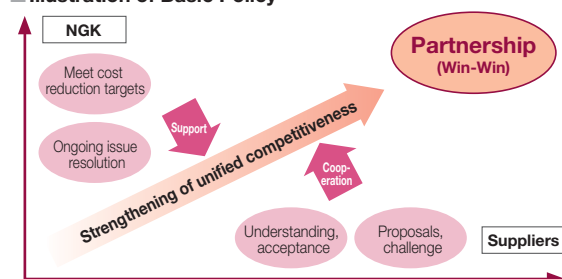 Illustration of Basic Policy
NGK
Partnership
(Win-Win)
Meet cost
reduction targets
Support
Ongoing issue
resolution
Strengthening of unified competitiveness
Coop-
eration
Understanding,
acceptance
Proposals,
challenge
Suppliers